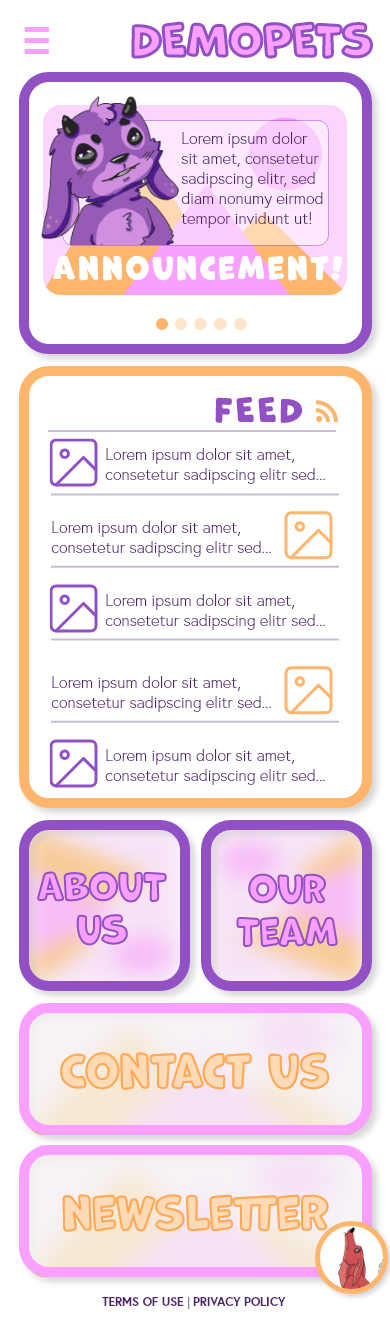 DEMOPETS
Lorem ipsum dolor
sit amet, consetetur
sadipscing elitr, sed
diam nonumy eirmod
tempor invidunt ut!
ANNOUNCEMENT!
FEED
Lorem ipsum dolor sit amet,
consetetur sadipscing elitr sed...
Lorem ipsum dolor sit amet,
consetetur sadipscing elitr sed...
Lorem ipsum dolor sit amet,
consetetur sadipscing elitr sed...
Lorem ipsum dolor sit amet,
consetetur sadipscing elitr sed...
Lorem ipsum dolor sit amet,
consetetur sadipscing elitr sed...
ABOUT
US
OUR
TEAM
CONTACT US
NEWSLETTER
TERMS OF USE | PRIVACY POLICY